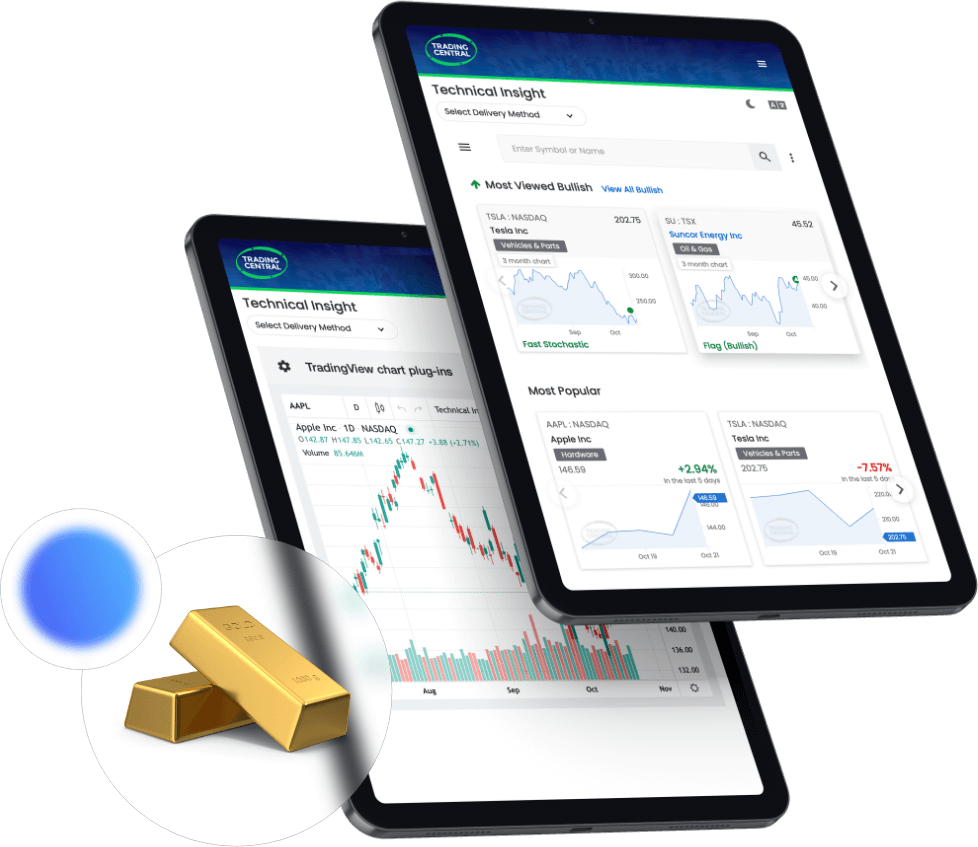 TRADING
CENTRAL
Technical Insight
Select Delivery Method
Enter Symbol or Name
Most Viewed Bullish View All Bullish
TSLA : NASDAQ 202.75
Tesla Inc
Vehicles & Parts
3 month chart
300.00
250.00
Sep Oct
Fast Stochastic
SU : TSX 45.52
Suncor Energy Inc
Oil & Gas
3 month chart
45.00
40.00
Sep Oct
Flag (Bullish)
Most Popular
AAPL : NASDAQ
Apple Inc
Hardware
146.59 +2.94%
In the last 5 days
146.59
144.00
Oct 19 Oct 21
TSLA : NASDAQ
Tesla Inc
Vehicles & Parts
202.75 -7.57%
In the last 5 day
220.0
210.00
202.75
Oct 19 Oct 21
TRADING
CENTRAL
Technical Insight
Select Delivery Method
TradingView chart plug-ins
AAPL D Technical In
Apple Inc · 1D · NASDAQ
O142.87 H147.85 L142.65 C147.27 +3.88 (+2.71%)
Volume 85.646M
140.00
136.00
132.00
Aug Sep Oct Nov
GOLD
1000 g